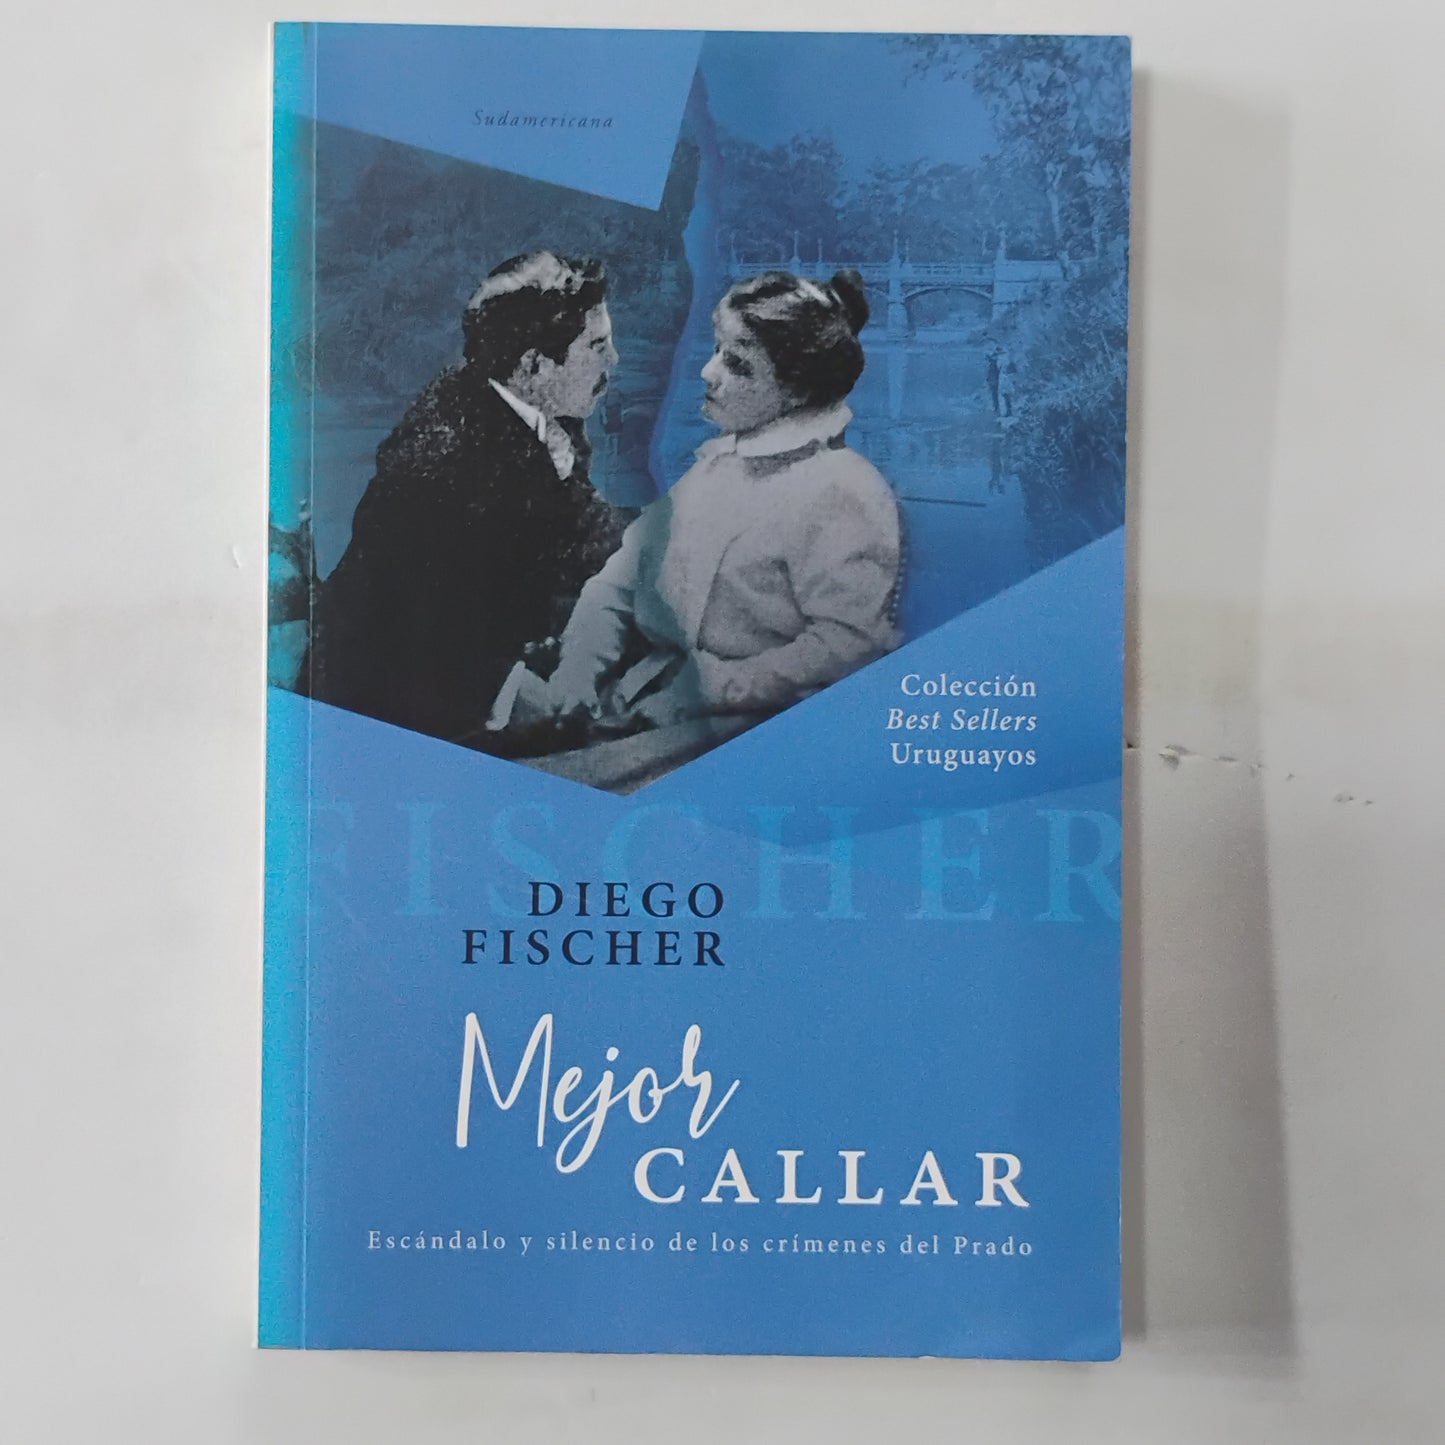 Sudamericana
Colección
Best Sellers
Uruguayos
FISCHER
DIEGO
FISCHER
Mejor
CALLAR
Escándalo y silencio de los crímenes del Prado